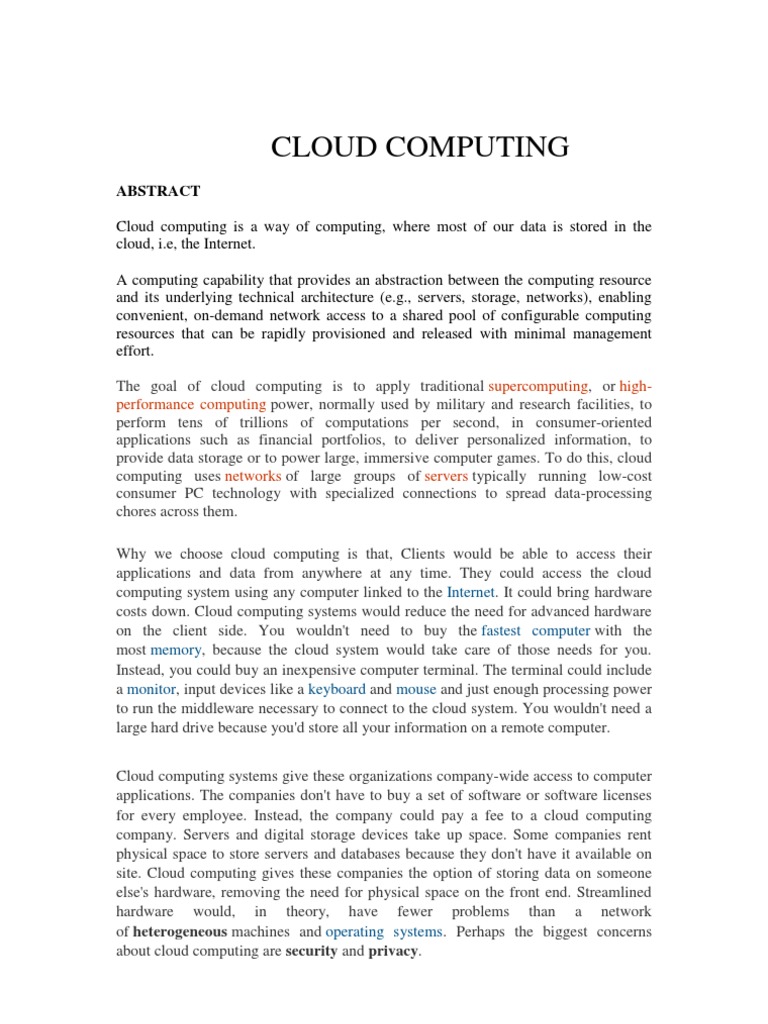 CLOUD COMPUTING
ABSTRACT
Cloud computing is a way of computing, where most of our data is stored in the
cloud, i.e, the Internet.
A computing capability that provides an abstraction between the computing resource
and its underlying technical architecture (e.g., servers, storage, networks), enabling
convenient, on-demand network access to a shared pool of configurable computing
resources that can be rapidly provisioned and released with minimal management
effort.
The goal of cloud computing is to apply traditional supercomputing, or high-
performance computing power, normally used by military and research facilities, to
perform tens of trillions of computations per second, in consumer-oriented
applications such as financial portfolios, to deliver personalized information, to
provide data storage or to power large, immersive computer games. To do this, cloud
computing uses networks of large groups of servers typically running low-cost
consumer PC technology with specialized connections to spread data-processing
chores across them.
Why we choose cloud computing is that, Clients would be able to access their
applications and data from anywhere at any time. They could access the cloud
computing system using any computer linked to the Internet. It could bring hardware
costs down. Cloud computing systems would reduce the need for advanced hardware
on the client side. You wouldn't need to buy the fastest computer with the
most memory, because the cloud system would take care of those needs for you.
Instead, you could buy an inexpensive computer terminal. The terminal could include
a monitor, input devices like a keyboard and mouse and just enough processing power
to run the middleware necessary to connect to the cloud system. You wouldn't need a
large hard drive because you'd store all your information on a remote computer.
Cloud computing systems give these organizations company-wide access to computer
applications. The companies don't have to buy a set of software or software licenses
for every employee. Instead, the company could pay a fee to a cloud computing
company. Servers and digital storage devices take up space. Some companies rent
physical space to store servers and databases because they don't have it available on
site. Cloud computing gives these companies the option of storing data on someone
else's hardware, removing the need for physical space on the front end. Streamlined
hardware would, in theory, have fewer problems than a network
of heterogeneous machines and operating systems. Perhaps the biggest concerns
about cloud computing are security and privacy.